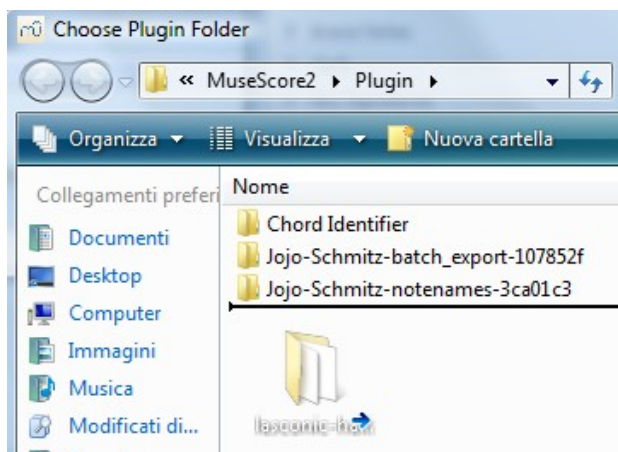 Choose Plugin Folder
« MuseScore2 Plugin
Organizza Visualizza Nuova cartella
Collegamenti preferi
Nome
Documenti
Desktop
Computer
Immagini
Musica
Modificati di...
Chord Identifier
Jojo-Schmitz-batch_export-107852f
Jojo-Schmitz-notenames-3ca01c3